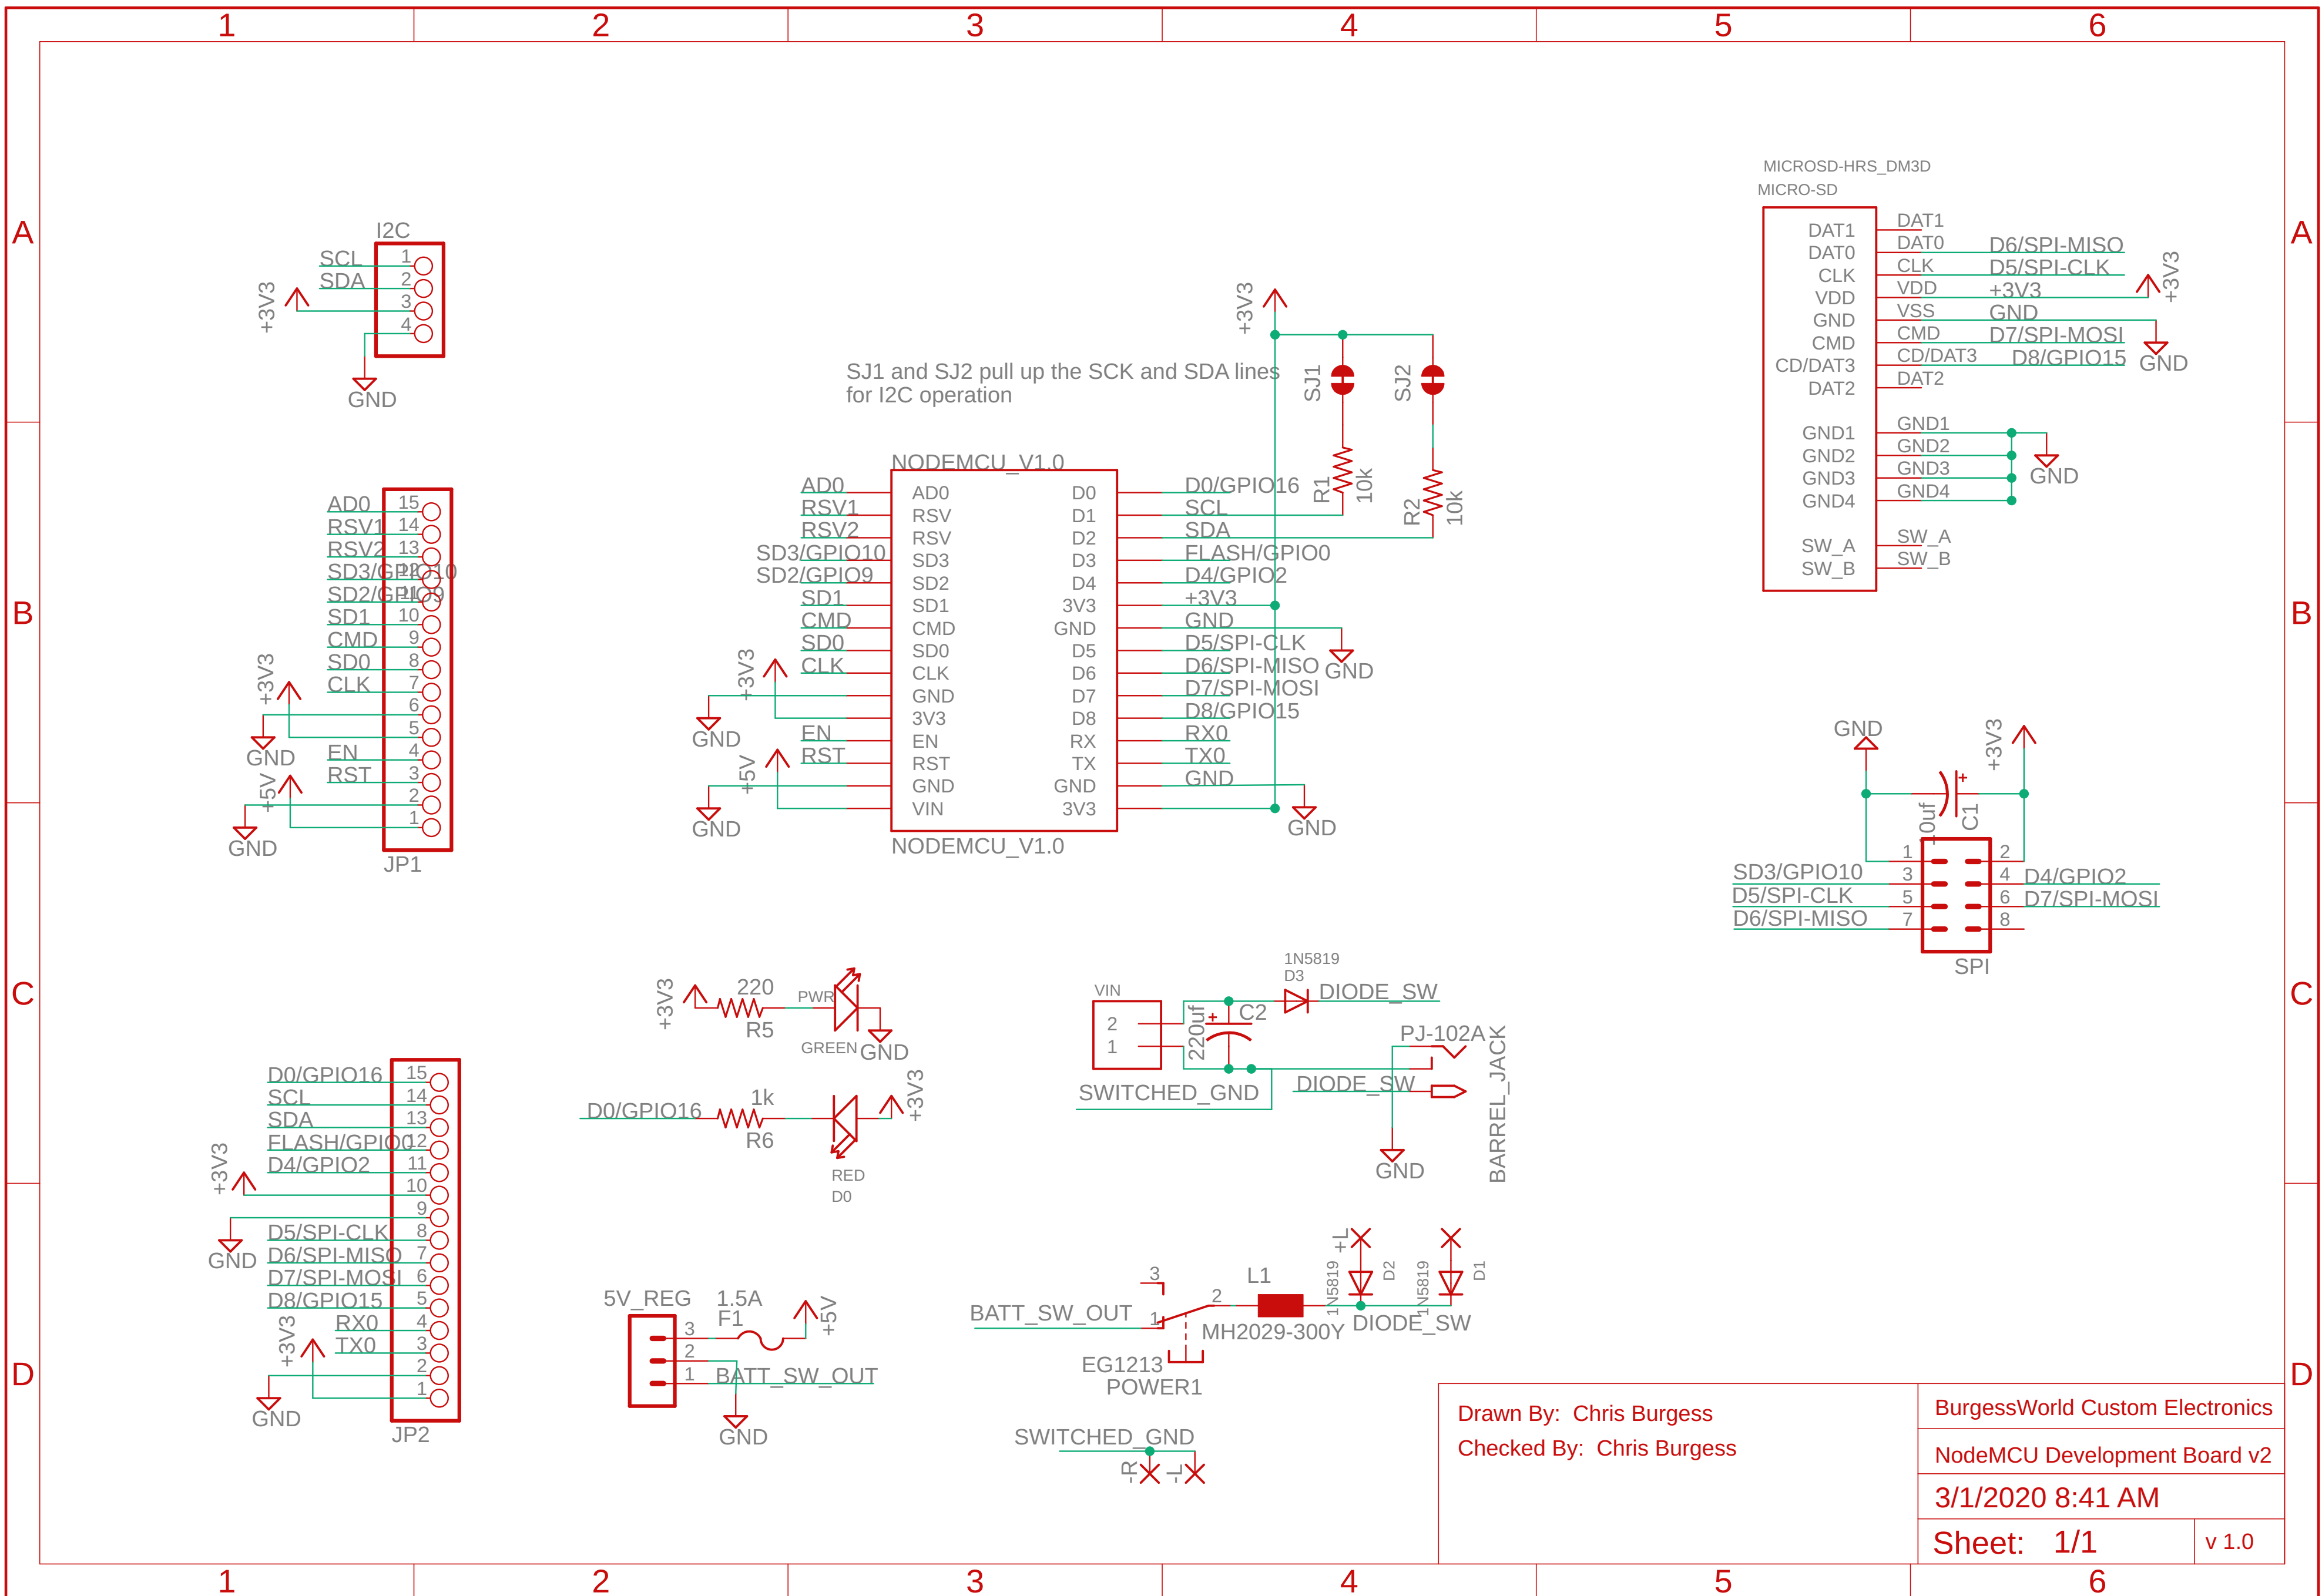 1 2 3 4 5 6
A A
MICROSD-HRS_DM3D
MICRO-SD
DAT1 DAT1
DAT0 DAT0 D6/SPI-MISO
CLK CLK D5/SPI-CLK
VDD VDD +3V3 +3V3
GND VSS GND
CMD CMD D7/SPI-MOSI
CD/DAT3 CD/DAT3 D8/GPIO15 GND
DAT2 DAT2
GND1 GND1
GND2 GND2
GND3 GND3 GND
GND4 GND4
SW_A SW_A
SW_B SW_B
I2C
SCL 1
SDA 2
+3V3 3
4
GND
+3V3
SJ1 and SJ2 pull up the SCK and SDA lines
for I2C operation
SJ1 SJ2
R1 10k
R2 10k
B B
NODEMCU_V1.0
AD0 AD0 D0 D0/GPIO16
RSV1 RSV D1 SCL
RSV2 RSV D2 SDA
SD3/GPIO10 SD3 D3 FLASH/GPIO0
SD2/GPIO9 SD2 D4 D4/GPIO2
SD1 SD1 3V3 +3V3
CMD CMD GND GND
SD0 SD0 D5 D5/SPI-CLK
CLK CLK D6 D6/SPI-MISO GND
+3V3 GND D7 D7/SPI-MOSI
3V3 D8 D8/GPIO15
GND EN EN RX RX0
RST RST TX TX0
+5V GND GND GND
VIN 3V3
GND GND
NODEMCU_V1.0
AD0 15
RSV1 14
RSV2 13
SD3/GPIO10 12
SD2/GPIO9 11
SD1 10
CMD 9
SD0 8
CLK 7
+3V3 6
5
GND
EN 4
RST 3
+5V 2
1
GND
JP1
GND +3V3
C1
1 2
SD3/GPIO10 3 4 D4/GPIO2
D5/SPI-CLK 5 6 D7/SPI-MOSI
D6/SPI-MISO 7 8
SPI
C C
+3V3 220 PWR
R5
GREEN GND
1k +3V3
D0/GPIO16
R6
RED
D0
1N5819
D3
VIN DIODE_SW
2 220uf + C2
1
PJ-102A
SWITCHED_GND DIODE_SW
BARREL_JACK
GND
D0/GPIO16 15
SCL 14
SDA 13
FLASH/GPIO0 12
D4/GPIO2 11
+3V3 10
9
GND
D5/SPI-CLK 8
D6/SPI-MISO 7
D7/SPI-MOSI 6
D8/GPIO15 5
RX0 4
TX0 3
+3V3 2
1
GND
JP2
5V_REG 1.5A
F1 +5V
3
2
1 BATT_SW_OUT
GND
+L
1N5819 D2 1N5819 D1
3 L1
2
BATT_SW_OUT 1
MH2029-300Y DIODE_SW
EG1213
POWER1
SWITCHED_GND
-R -L
D D
Drawn By: Chris Burgess
Checked By: Chris Burgess
BurgessWorld Custom Electronics
NodeMCU Development Board v2
3/1/2020 8:41 AM
Sheet: 1/1 v 1.0
1 2 3 4 5 6